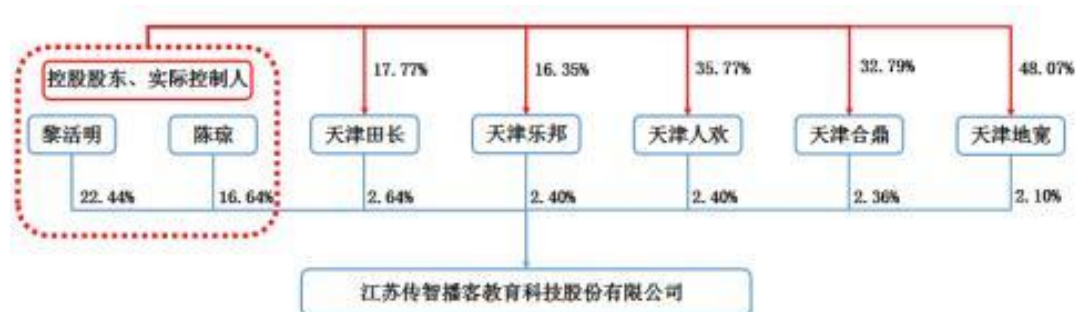 17.77% 16.35% 35.77% 32.79% 48.07%
控股股东、实际控制人
黎活明 陈琼 天津田长 天津乐邦 天津人欢 天津合鼎 天津地宽
22.44% 16.64% 2.64% 2.40% 2.40% 2.36% 2.10%
江苏传智播客教育科技股份有限公司